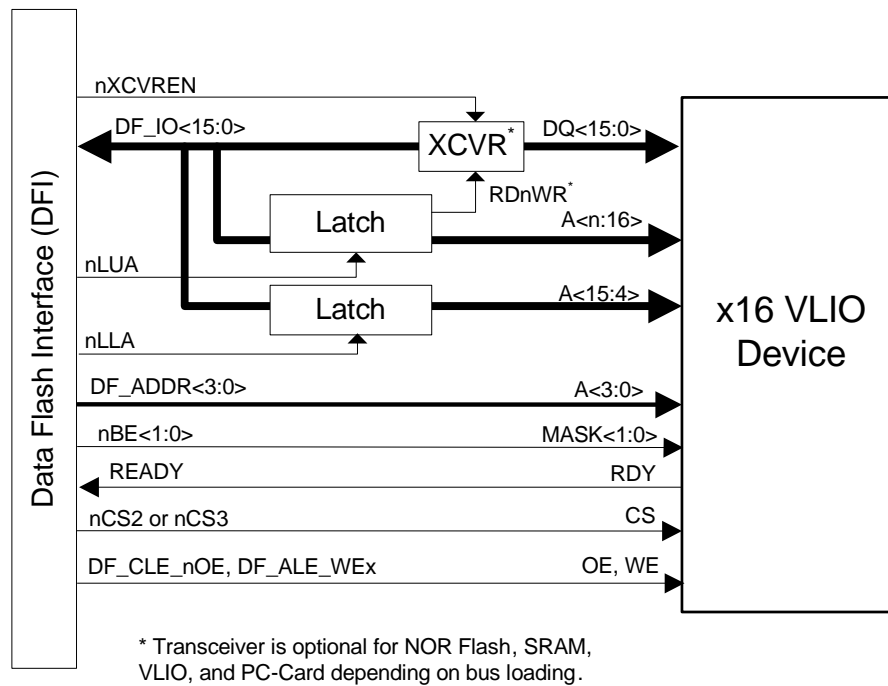 Data Flash Interface (DFI)
nXCVREN
DF_IO<15:0>
XCVR*
DQ<15:0>
RDnWR*
Latch
A<n:16>
nLUA
Latch
A<15:4>
nLLA
x16 VLIO
Device
DF_ADDR<3:0>
A<3:0>
nBE<1:0>
MASK<1:0>
READY
RDY
nCS2 or nCS3
CS
DF_CLE_nOE, DF_ALE_WEx
OE, WE
* Transceiver is optional for NOR Flash, SRAM,
VLIO, and PC-Card depending on bus loading.